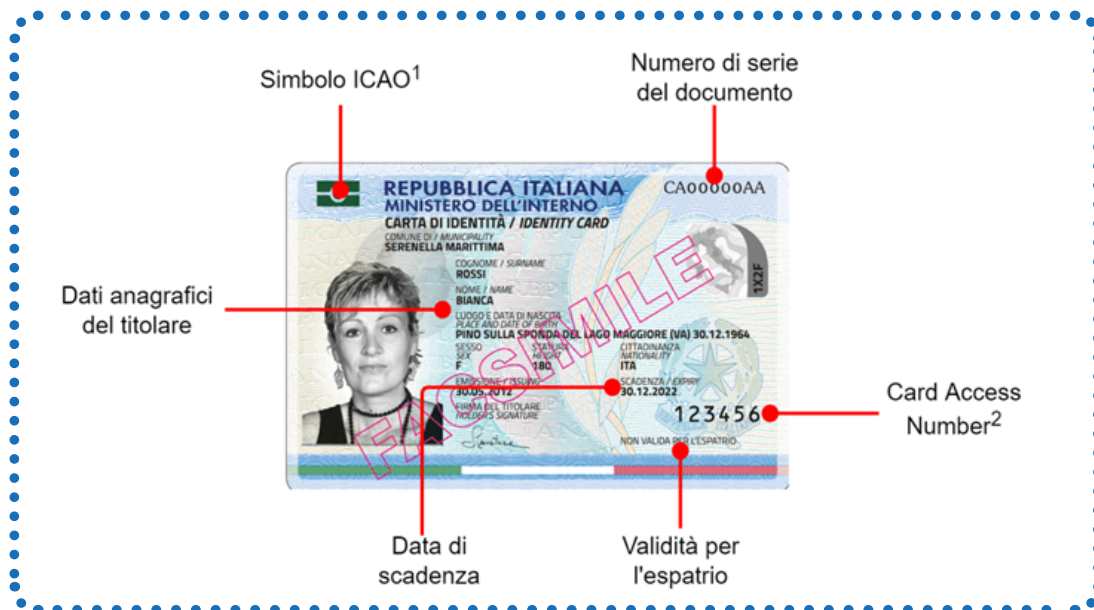 Simbolo ICAO1
Numero di serie
del documento
REPUBBLICA ITALIANA
CA00000AA
MINISTERO DELL'INTERNO
CARTA DI IDENTITÀ / IDENTITY CARD
COMUNE DI / MUNICIPALITY
SERENELLA MARITTIMA
COGNOME / SURNAME
ROSSI
1X2F
Dati anagrafici
del titolare
NOME / NAME
BIANCA
LUOGO E DATA DI NASCITA
PLACE AND DATE OF BIRTH
PINO SULLA SPONDA DEL LAGO MAGGIORE (VA) 30.12.1964
SESSO STATURA CITTADINANZA
SEX HEIGHT NATIONALITY
F 180 ITA
EMISSIONE / ISSUING SCADENZA / EXPIRY
30.05.2012 30.12.2022
FIRMA DEL TITOLARE
HOLDER'S SIGNATURE
123456
NON VALIDA PER L'ESPATRIO
FACSIMILE
Card Access
Number2
Data di
scadenza
Validità per
l'espatrio